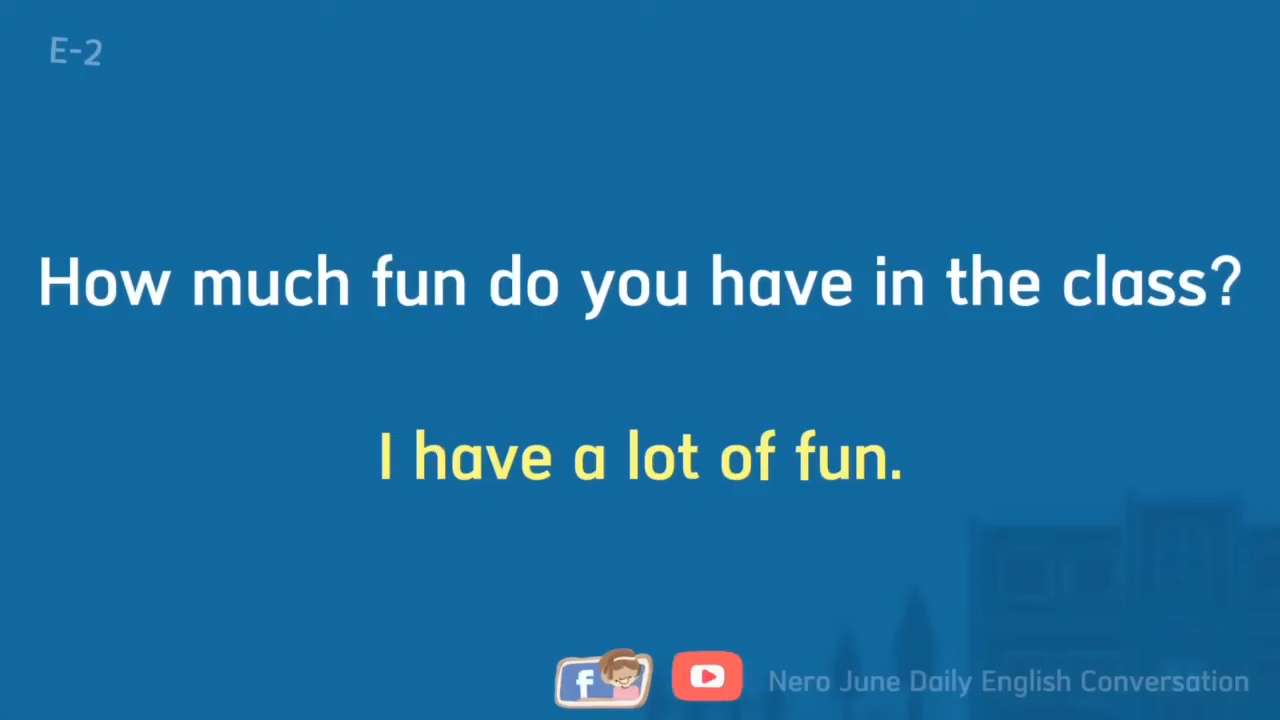 E-2
How much fun do you have in the class?
I have a lot of fun.
f
Nero June Daily English Conversation